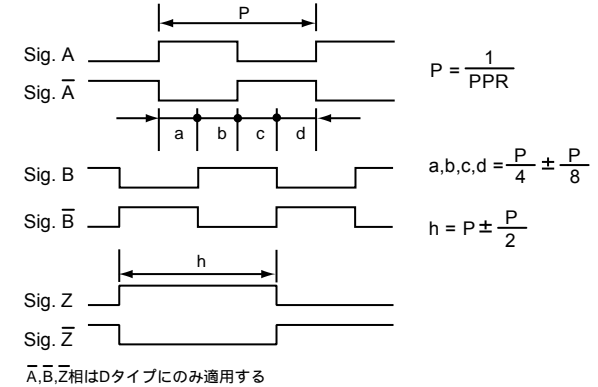 P
Sig. A
Sig. A̅
P = 1/PPR
a b c d
Sig. B
a,b,c,d = P/4 ± P/8
Sig. B̅
h = P ± P/2
h
Sig. Z
Sig. Z̅
A̅,B̅,Z̅相はDタイプにのみ適用する